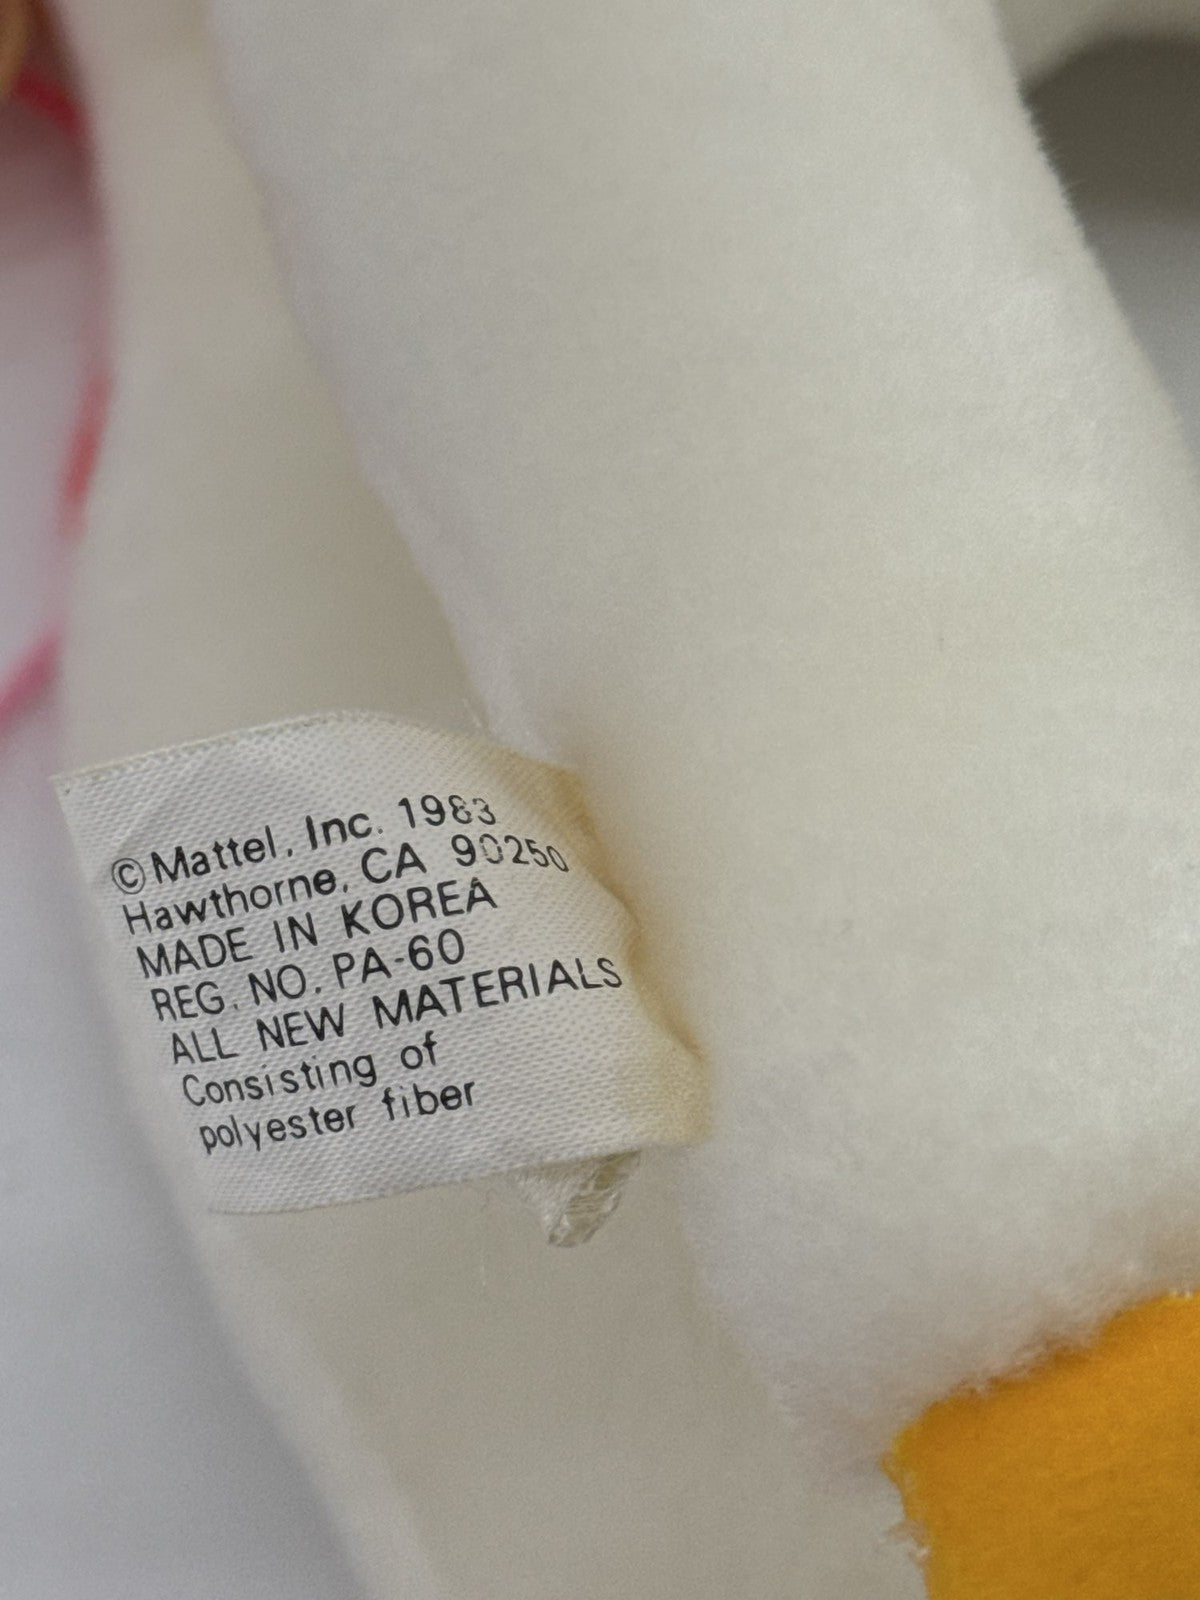 ©Mattel, Inc. 1983
Hawthorne, CA 90250
MADE IN KOREA
REG. NO. PA-60
ALL NEW MATERIALS
Consisting of
polyester fiber